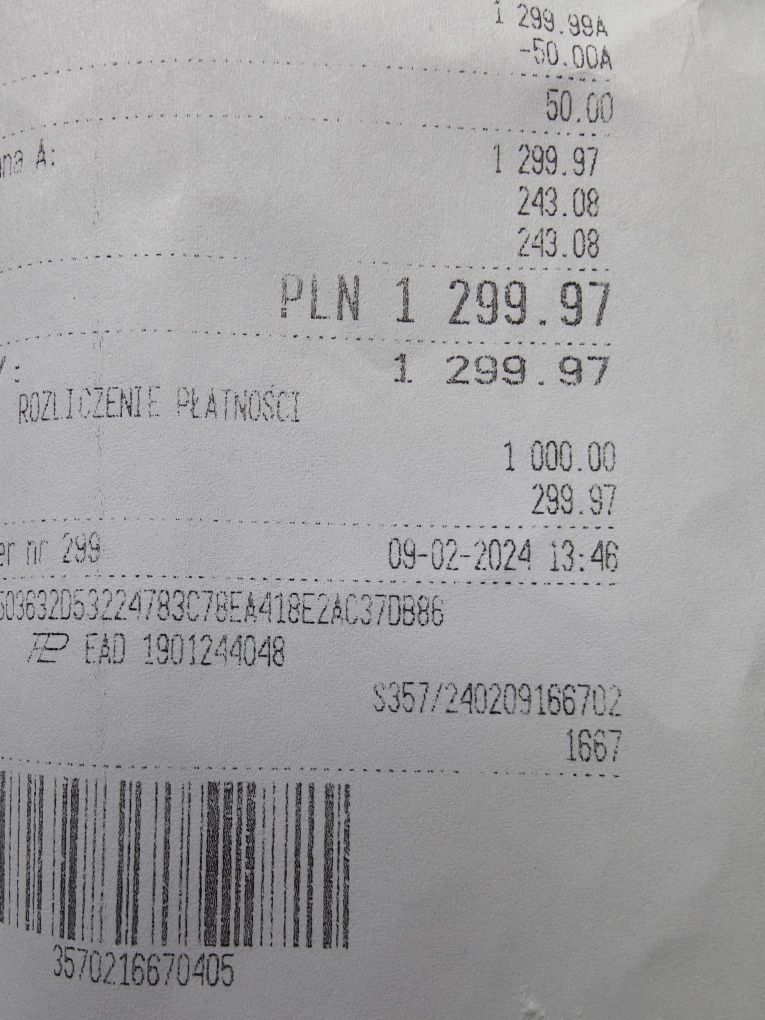 1 299.99A
-50.00A
50.00
A: 1 299.97
243.08
243.08
PLN 1 299.97
1 299.97
ROZLICZENIE PŁATNOŚCI
1 000.00
299.97
nr 299 09-02-2024 13:46
503632D53224783C78EA418E2AC37DB86
EAD 1901244048
S357/240209166702
1667
3570216670405